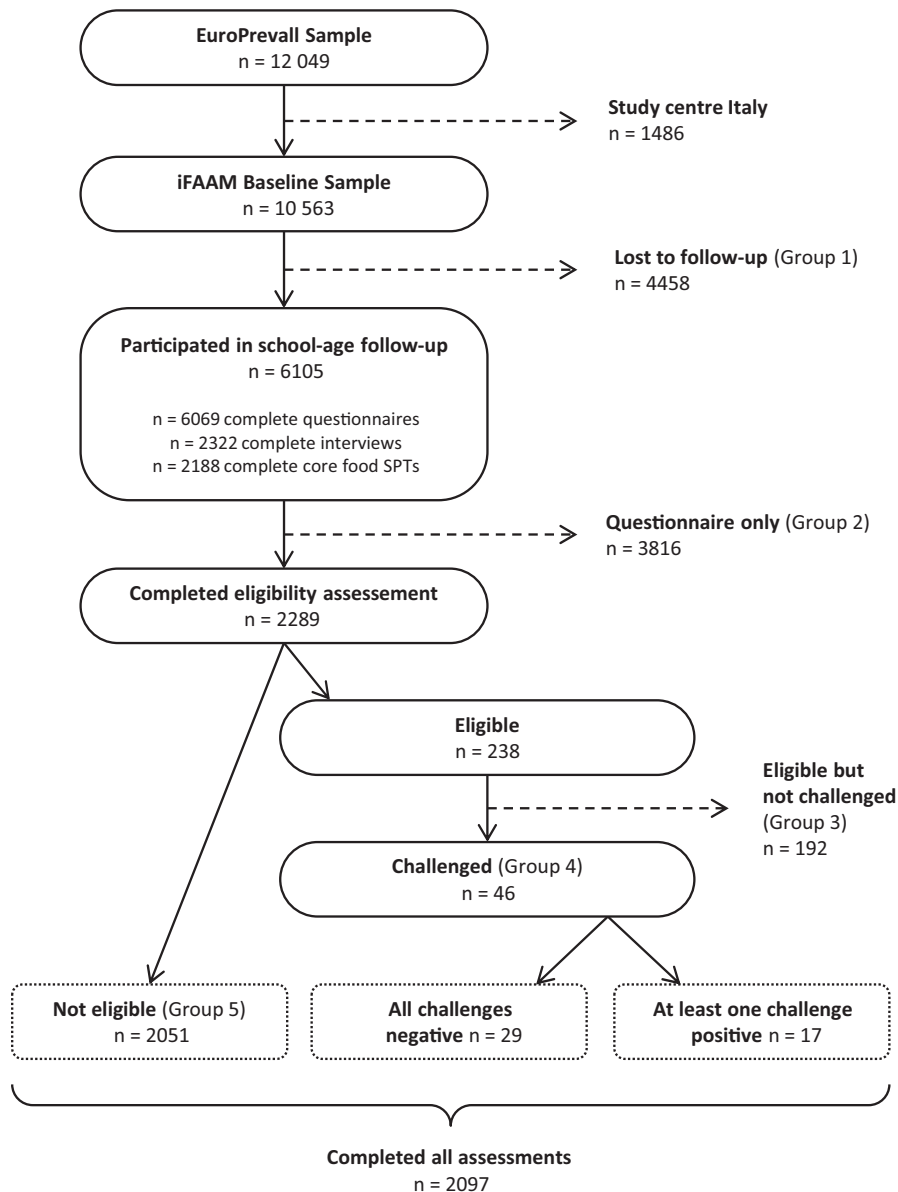 EuroPrevall Sample
n = 12 049
Study centre Italy
n = 1486
iFAAM Baseline Sample
n = 10 563
Lost to follow-up (Group 1)
n = 4458
Participated in school-age follow-up
n = 6105
n = 6069 complete questionnaires
n = 2322 complete interviews
n = 2188 complete core food SPTs
Questionnaire only (Group 2)
n = 3816
Completed eligibility assessement
n = 2289
Eligible
n = 238
Eligible but
not challenged
(Group 3)
n = 192
Challenged (Group 4)
n = 46
Not eligible (Group 5)
n = 2051
All challenges
negative n = 29
At least one challenge
positive n = 17
Completed all assessments
n = 2097